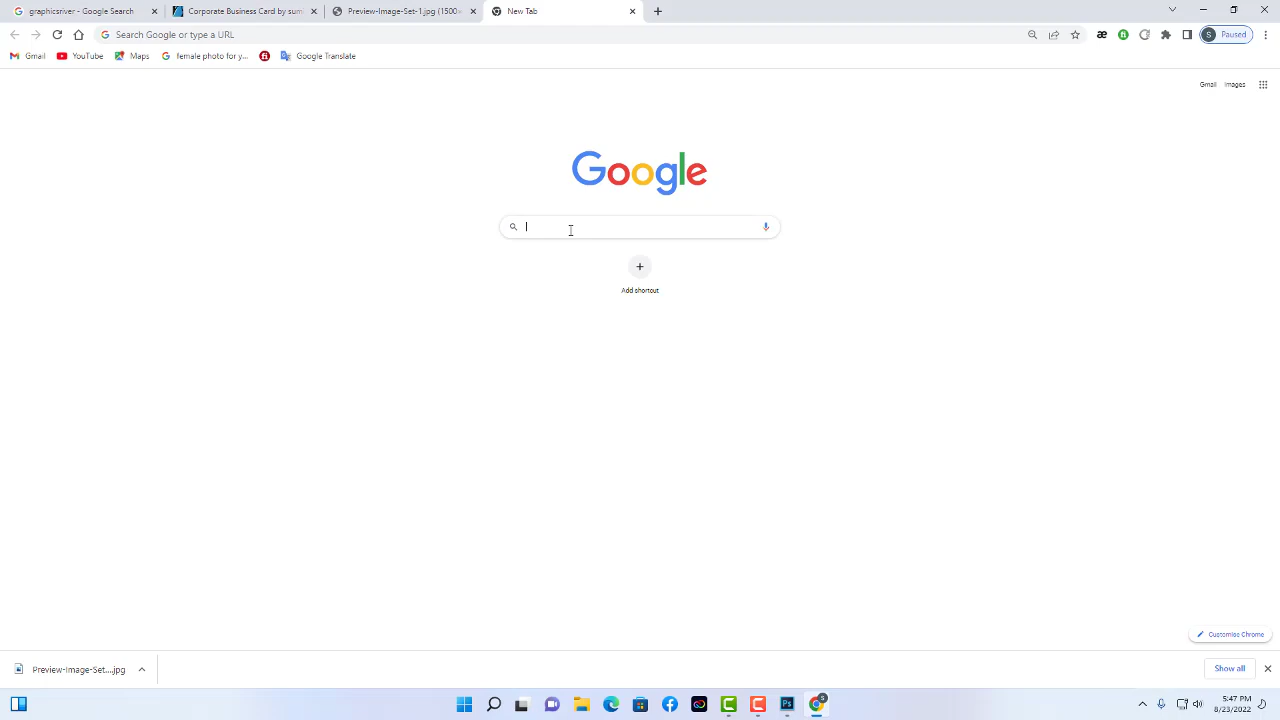 graphicsriver - Google Search
Corporate Business Card by sum
Preview-Image-Set-1.jpg (1500×
New Tab
Search Google or type a URL
S
Paused
Gmail
YouTube
Maps
female photo for y...
Google Translate
Gmail
Images
Google
Add shortcut
Customise Chrome
Preview-Image-Set....jpg
Show all
Ps
S
5:47 PM
8/23/2022